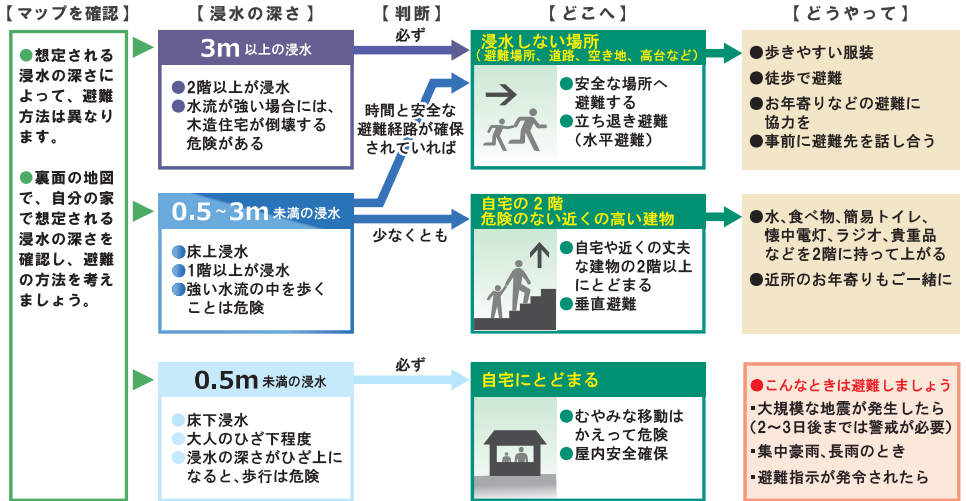 【マップを確認】
●想定される
浸水の深さに
よって、避難
方法は異なり
ます。
●裏面の地図
で、自分の家
で想定される
浸水の深さを
確認し、避難
の方法を考え
ましょう。
【浸水の深さ】
3m以上の浸水
●2階以上が浸水
●水流が強い場合には、
木造住宅が倒壊する
危険がある
0.5~3m未満の浸水
●床上浸水
●1階以上が浸水
●強い水流の中を歩く
ことは危険
0.5m未満の浸水
●床下浸水
●大人のひざ下程度
●浸水の深さがひざ上に
なると、歩行は危険
【判断】
必ず
時間と安全な
避難経路が確保
されていれば
少なくとも
必ず
【どこへ】
浸水しない場所
(避難場所、道路、空き地、高台など)
●安全な場所へ
避難する
●立ち退き避難
(水平避難)
自宅の2階
危険のない近くの高い建物
●自宅や近くの丈夫
な建物の2階以上
にとどまる
●垂直避難
自宅にとどまる
●むやみな移動は
かえって危険
●屋内安全確保
【どうやって】
●歩きやすい服装
●徒歩で避難
●お年寄りなどの避難に
協力を
●事前に避難先を話し合う
●水、食べ物、簡易トイレ、
懐中電灯、ラジオ、貴重品
などを2階に持って上がる
●近所のお年寄りもご一緒に
●こんなときは避難しましょう
▪大規模な地震が発生したら
(2〜3日後までは警戒が必要)
▪集中豪雨、長雨のとき
▪避難指示が発令されたら